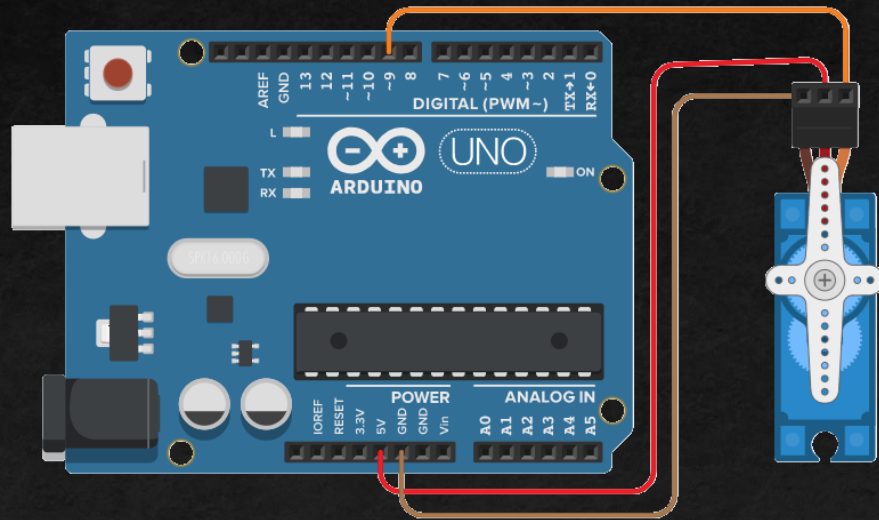 AREF
GND
13
12
~11
~10
~9
8
7
~6
~5
4
~3
2
TX→1
RX←0
DIGITAL (PWM~)
L
TX
RX
ARDUINO
UNO
ON
SPK16.000G
POWER
ANALOG IN
IOREF
RESET
3.3V
5V
GND
GND
Vin
A0
A1
A2
A3
A4
A5